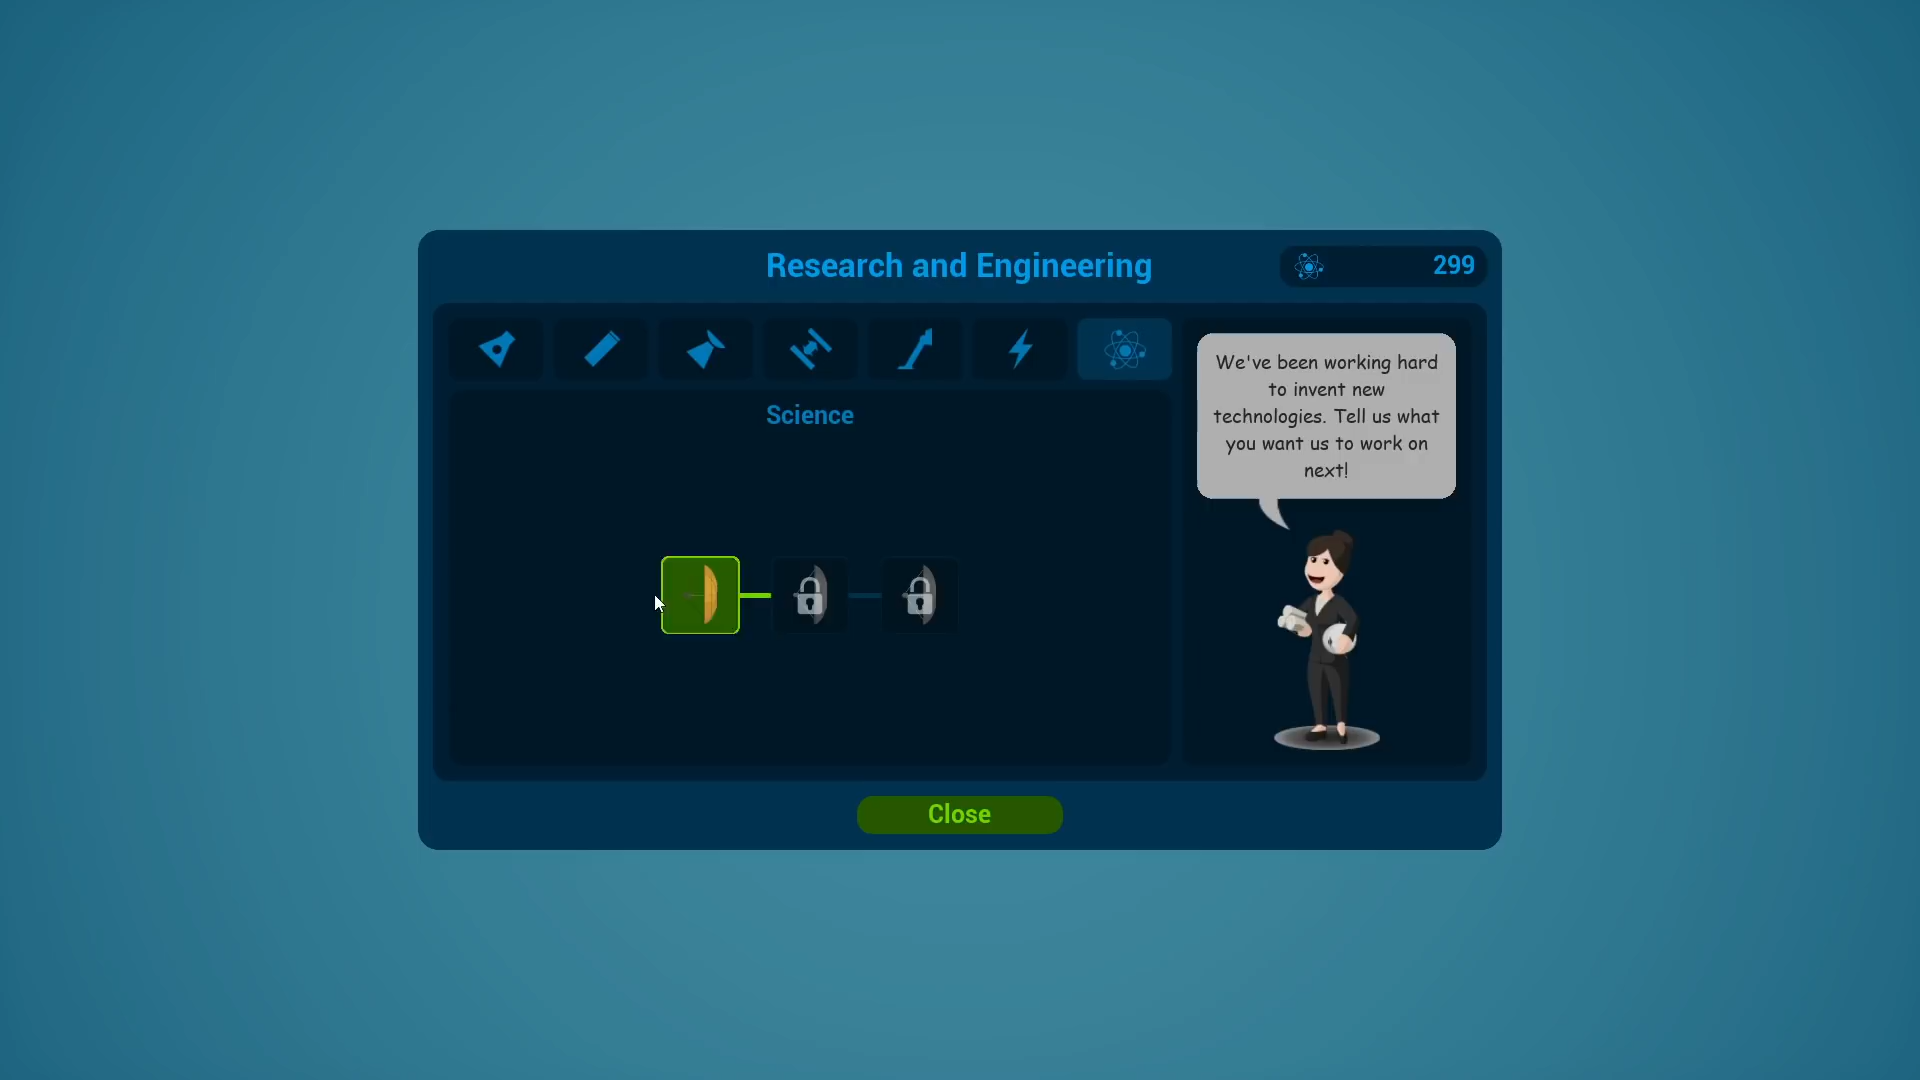 Research and Engineering
299
We've been working hard
to invent new
technologies. Tell us what
you want us to work on
next!
Science
Close